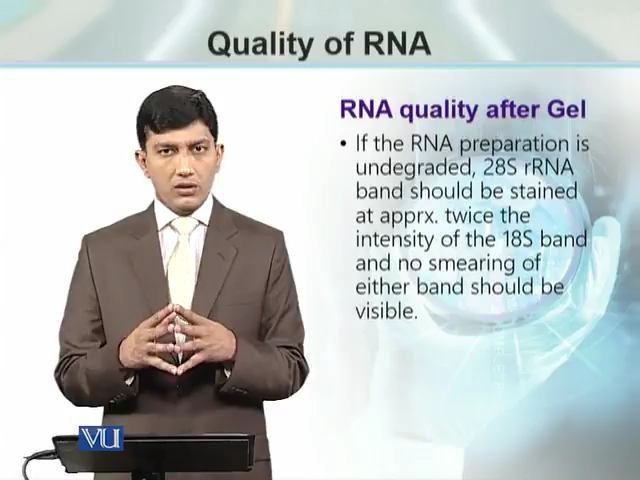 Quality of RNA
RNA quality after Gel
• If the RNA preparation is
undegraded, 28S rRNA
band should be stained
at apprx. twice the
intensity of the 18S band
and no smearing of
either band should be
visible.
VU